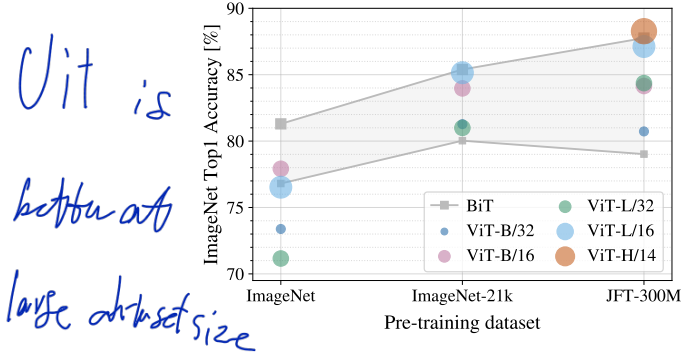 Vit is
better at
large dataset size
ImageNet Top1 Accuracy [%]
90
85
80
75
70
BiT
ViT-B/32
ViT-B/16
ViT-L/32
ViT-L/16
ViT-H/14
ImageNet
ImageNet-21k
JFT-300M
Pre-training dataset